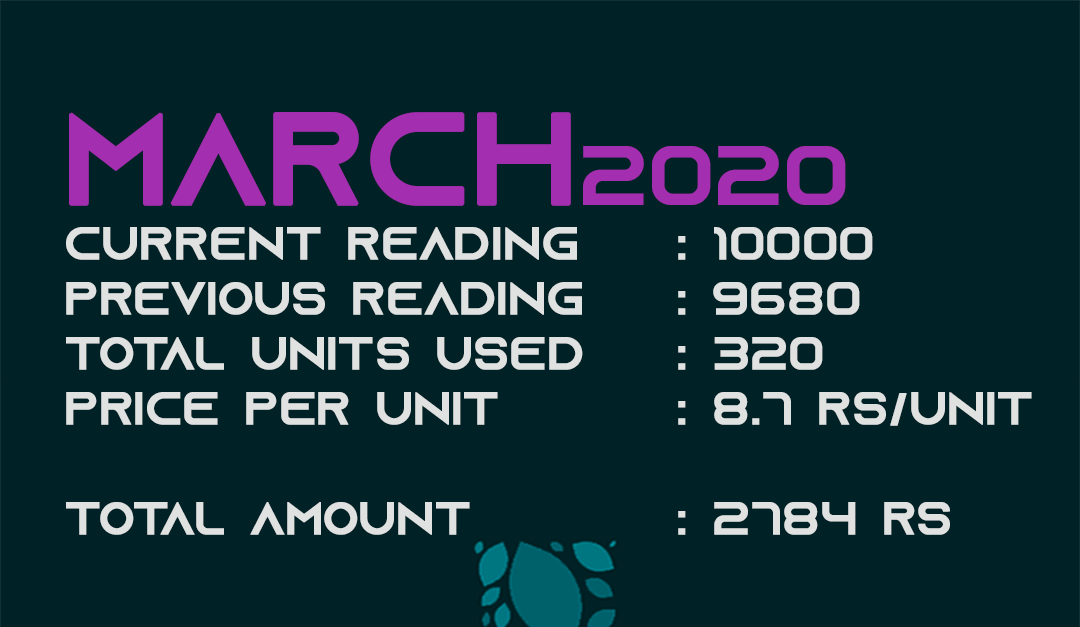 MARCH2020
CURRENT READING : 10000
PREVIOUS READING : 9680
TOTAL UNITS USED : 320
PRICE PER UNIT : 8.7 RS/UNIT
TOTAL AMOUNT : 2784 RS